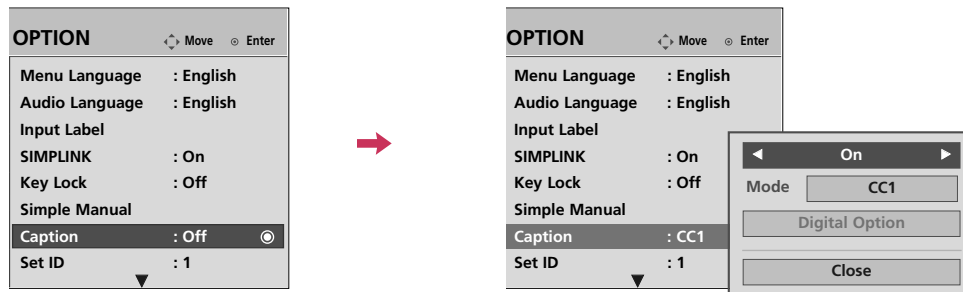 OPTION Move Enter
Menu Language : English
Audio Language : English
Input Label
SIMPLINK : On
Key Lock : Off
Simple Manual
Caption : Off
Set ID : 1
OPTION Move Enter
Menu Language : English
Audio Language : English
Input Label
SIMPLINK : On
Key Lock : Off
Simple Manual
Caption : CC1
Set ID : 1
On
Mode CC1
Digital Option
Close